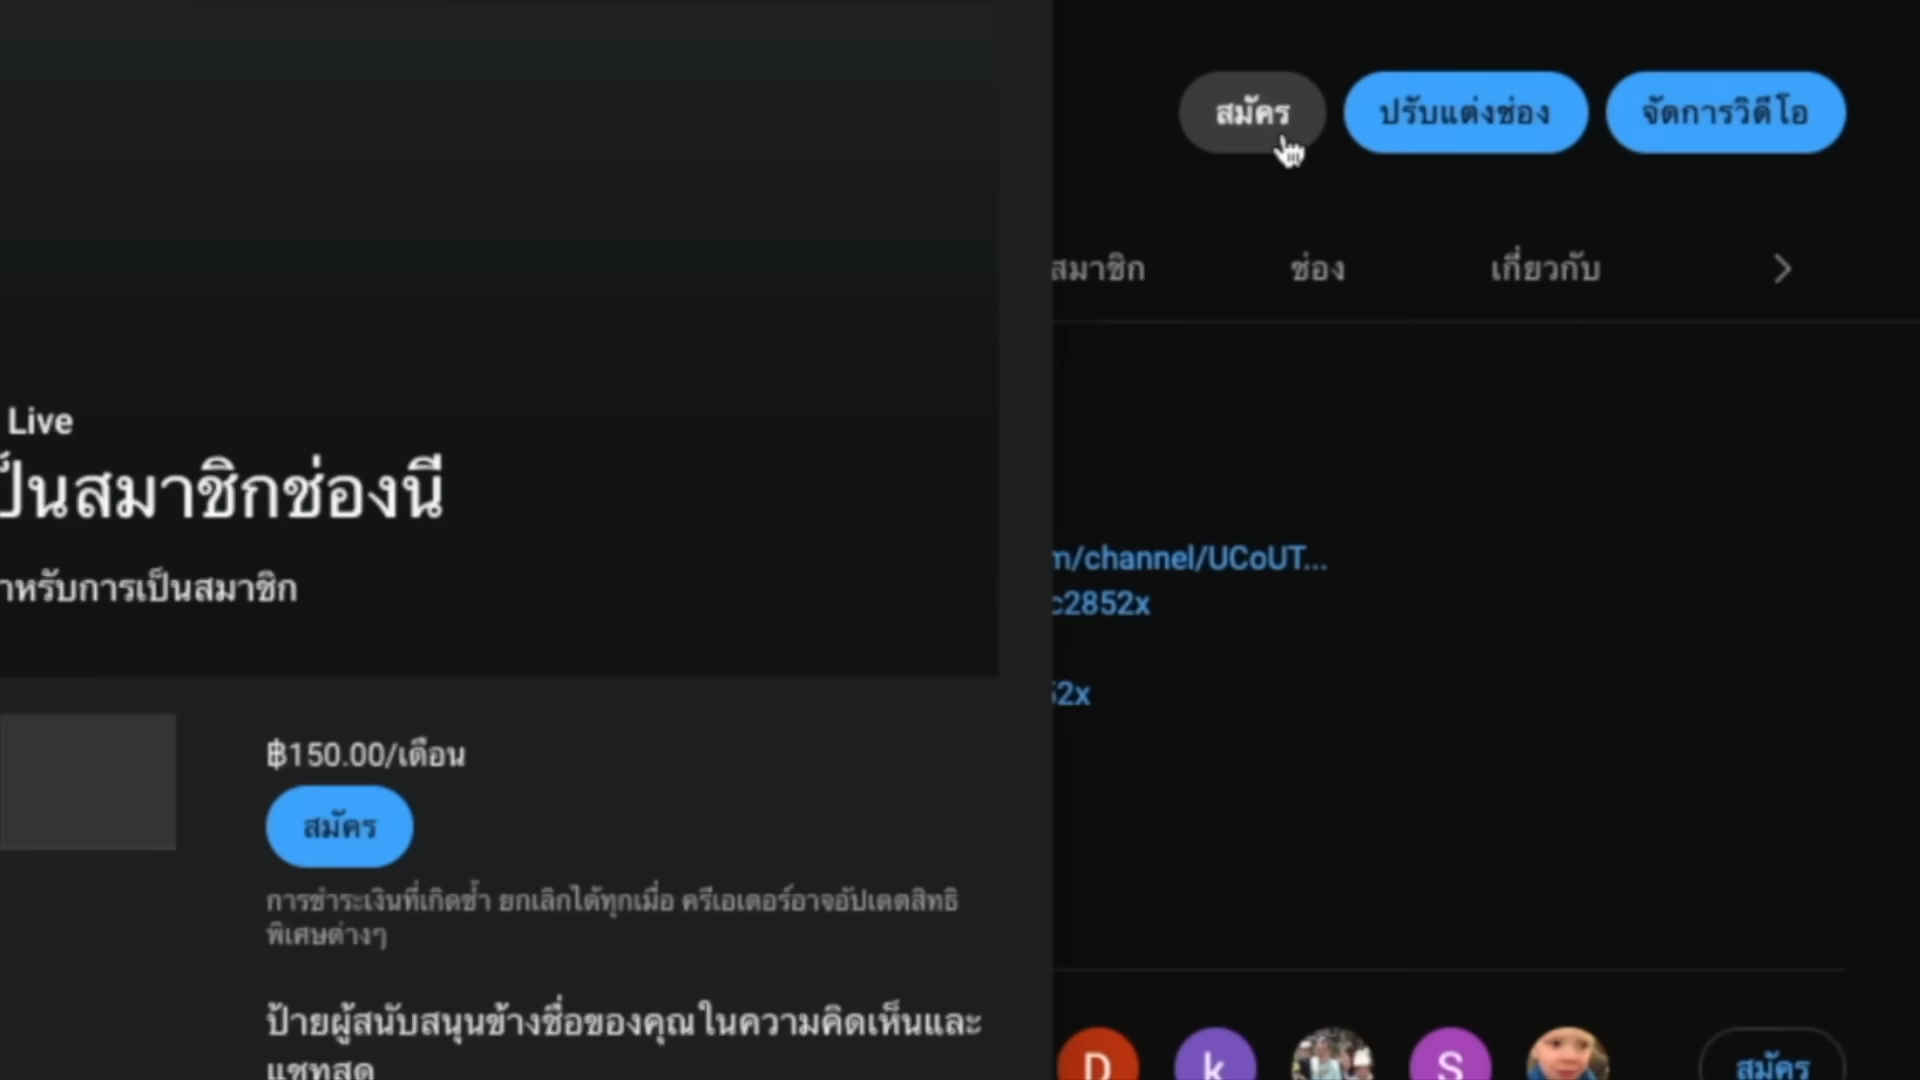 สมัคร
ปรับแต่งช่อง
จัดการวิดีโอ
สมาชิก
ช่อง
เกี่ยวกับ
Live
เป็นสมาชิกช่องนี้
สำหรับการเป็นสมาชิก
m/channel/UCoUT...
c2852x
52x
฿150.00/เดือน
สมัคร
การชำระเงินที่เกิดซ้ำ ยกเลิกได้ทุกเมื่อ ครีเอเตอร์อาจอัปเดตสิทธิ
พิเศษต่างๆ
ป้ายผู้สนับสนุนข้างชื่อของคุณในความคิดเห็นและ
แชทสด
D
k
S
สมัคร